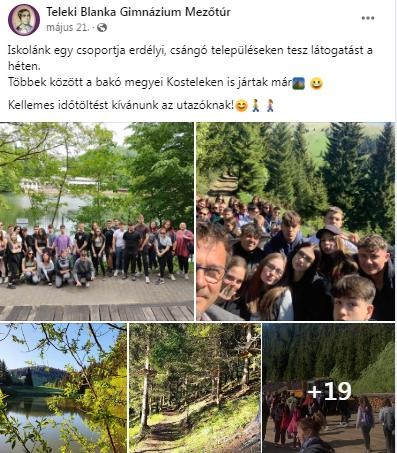 Teleki Blanka Gimnázium Mezőtúr
május 21. ·
Iskolánk egy csoportja erdélyi, csángó településeken tesz látogatást a
héten.
Többek között a bakó megyei Kosteleken is jártak már🏞️ 😀
Kellemes időtöltést kívánunk az utazóknak!😊🚶🚶‍♀️
+19